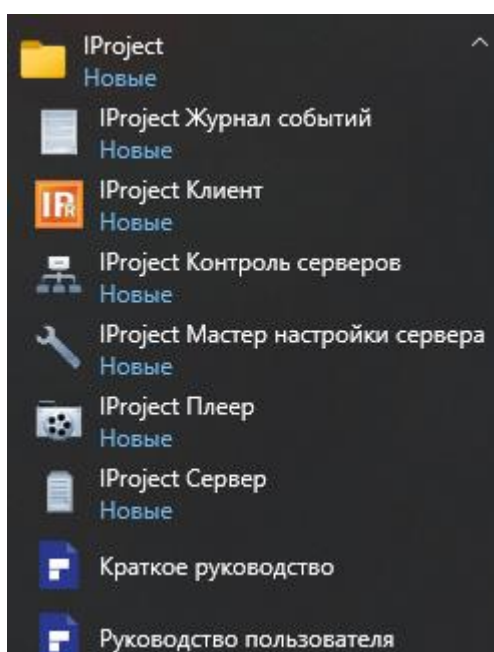 IProject
Новые
IProject Журнал событий
Новые
IPR
IProject Клиент
Новые
IProject Контроль серверов
Новые
IProject Мастер настройки сервера
Новые
IProject Плеер
Новые
IProject Сервер
Новые
Краткое руководство
Руководство пользователя